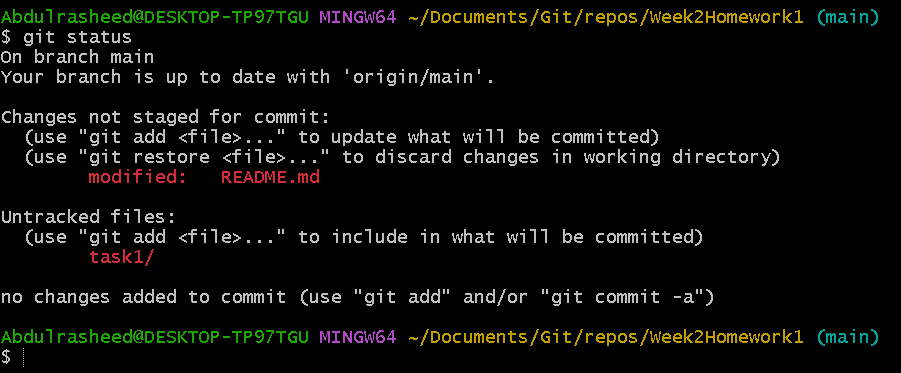 Abdulrasheed@DESKTOP-TP97TGU MINGW64 ~/Documents/Git/repos/Week2Homework1 (main)
$ git status
On branch main
Your branch is up to date with 'origin/main'.
Changes not staged for commit:
(use "git add <file>..." to update what will be committed)
(use "git restore <file>..." to discard changes in working directory)
modified: README.md
Untracked files:
(use "git add <file>..." to include in what will be committed)
task1/
no changes added to commit (use "git add" and/or "git commit -a")
Abdulrasheed@DESKTOP-TP97TGU MINGW64 ~/Documents/Git/repos/Week2Homework1 (main)
$